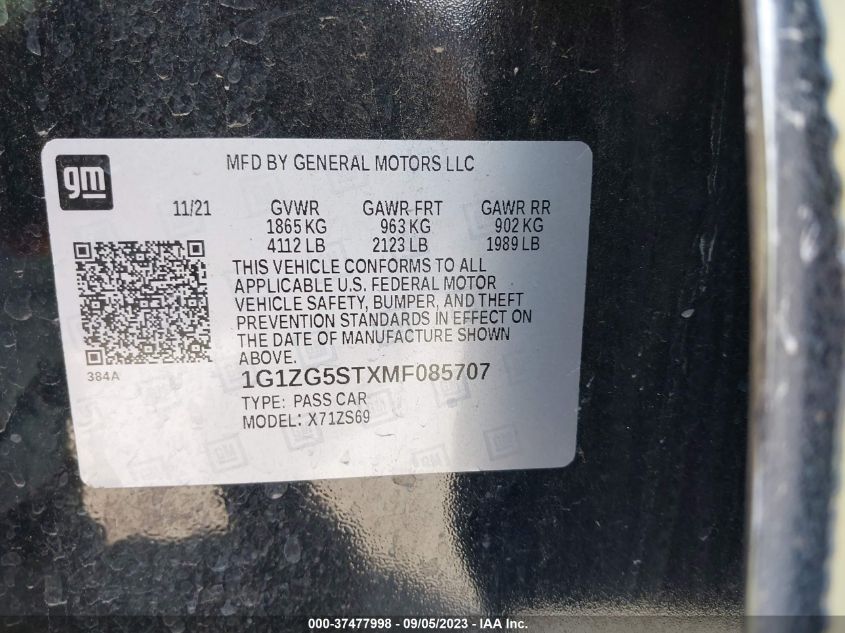 gm
MFD BY GENERAL MOTORS LLC
11/21 GVWR GAWR FRT GAWR RR
1865 KG 963 KG 902 KG
4112 LB 2123 LB 1989 LB
THIS VEHICLE CONFORMS TO ALL
APPLICABLE U.S. FEDERAL MOTOR
VEHICLE SAFETY, BUMPER, AND THEFT
PREVENTION STANDARDS IN EFFECT ON
THE DATE OF MANUFACTURE SHOWN
ABOVE.
384A
1G1ZG5STXMF085707
TYPE: PASS CAR
MODEL: X71ZS69
000-37477998 - 09/05/2023 - IAA Inc.